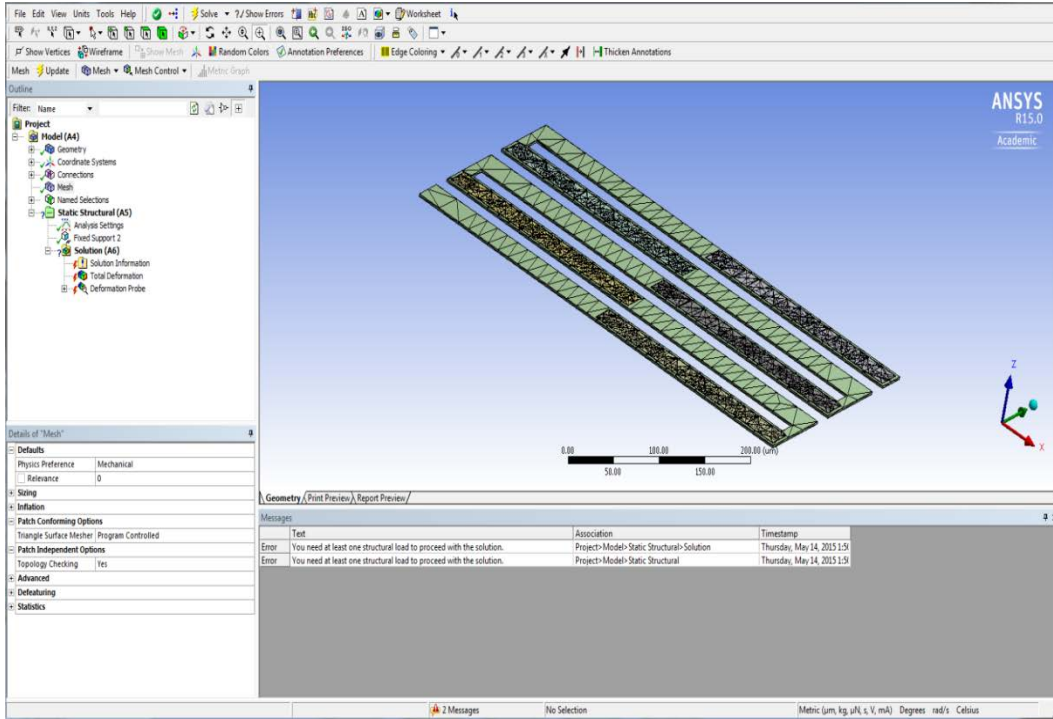 File Edit View Units Tools Help Solve ?/Show Errors Worksheet
Show Vertices Wireframe Show Mesh Random Colors Annotation Preferences Edge Coloring Thicken Annotations
Mesh Update Mesh Mesh Control Metric Graph
Outline
Filter: Name
Project
Model (A4)
Geometry
Coordinate Systems
Connections
Mesh
Named Selections
Static Structural (A5)
Analysis Settings
Fixed Support 2
Solution (A6)
Solution Information
Total Deformation
Deformation Probe
ANSYS
R15.0
Academic
Z
X
0.00 100.00 200.00 (um)
50.00 150.00
Geometry Print Preview Report Preview
Details of "Mesh"
Defaults
Physics Preference Mechanical
Relevance 0
Sizing
Inflation
Patch Conforming Options
Triangle Surface Mesher Program Controlled
Patch Independent Options
Topology Checking Yes
Advanced
Defeaturing
Statistics
Messages
Text Association Timestamp
Error You need at least one structural load to proceed with the solution. Project>Model>Static Structural>Solution Thursday, May 14, 2015
Error You need at least one structural load to proceed with the solution. Project>Model>Static Structural Thursday, May 14, 2015
2 Messages No Selection Metric (µm, kg, µN, s, V, mA) Degrees rad/s Celsius